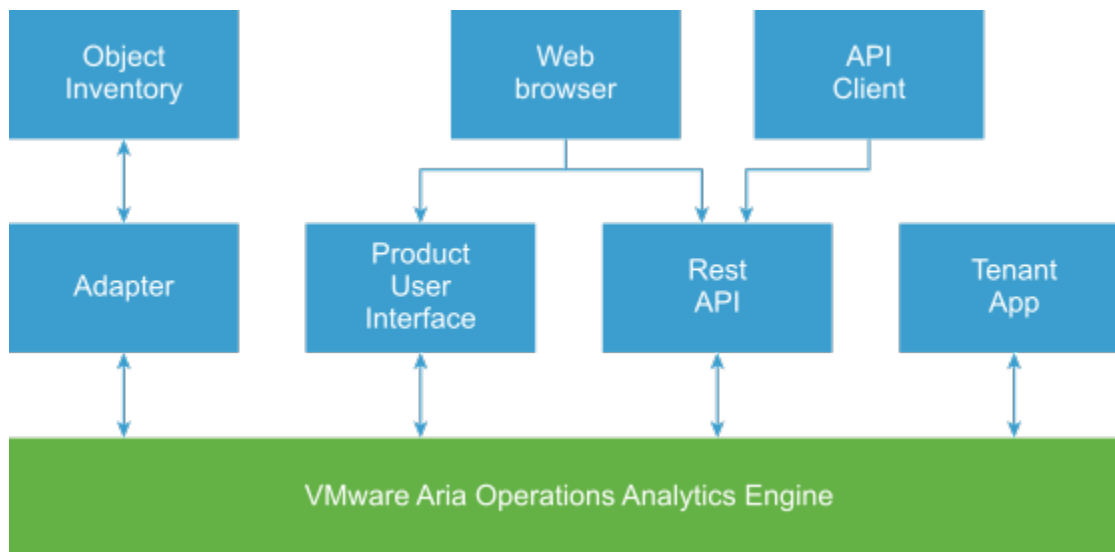 Object
Inventory
Web
browser
API
Client
Adapter
Product
User
Interface
Rest
API
Tenant
App
VMware Aria Operations Analytics Engine